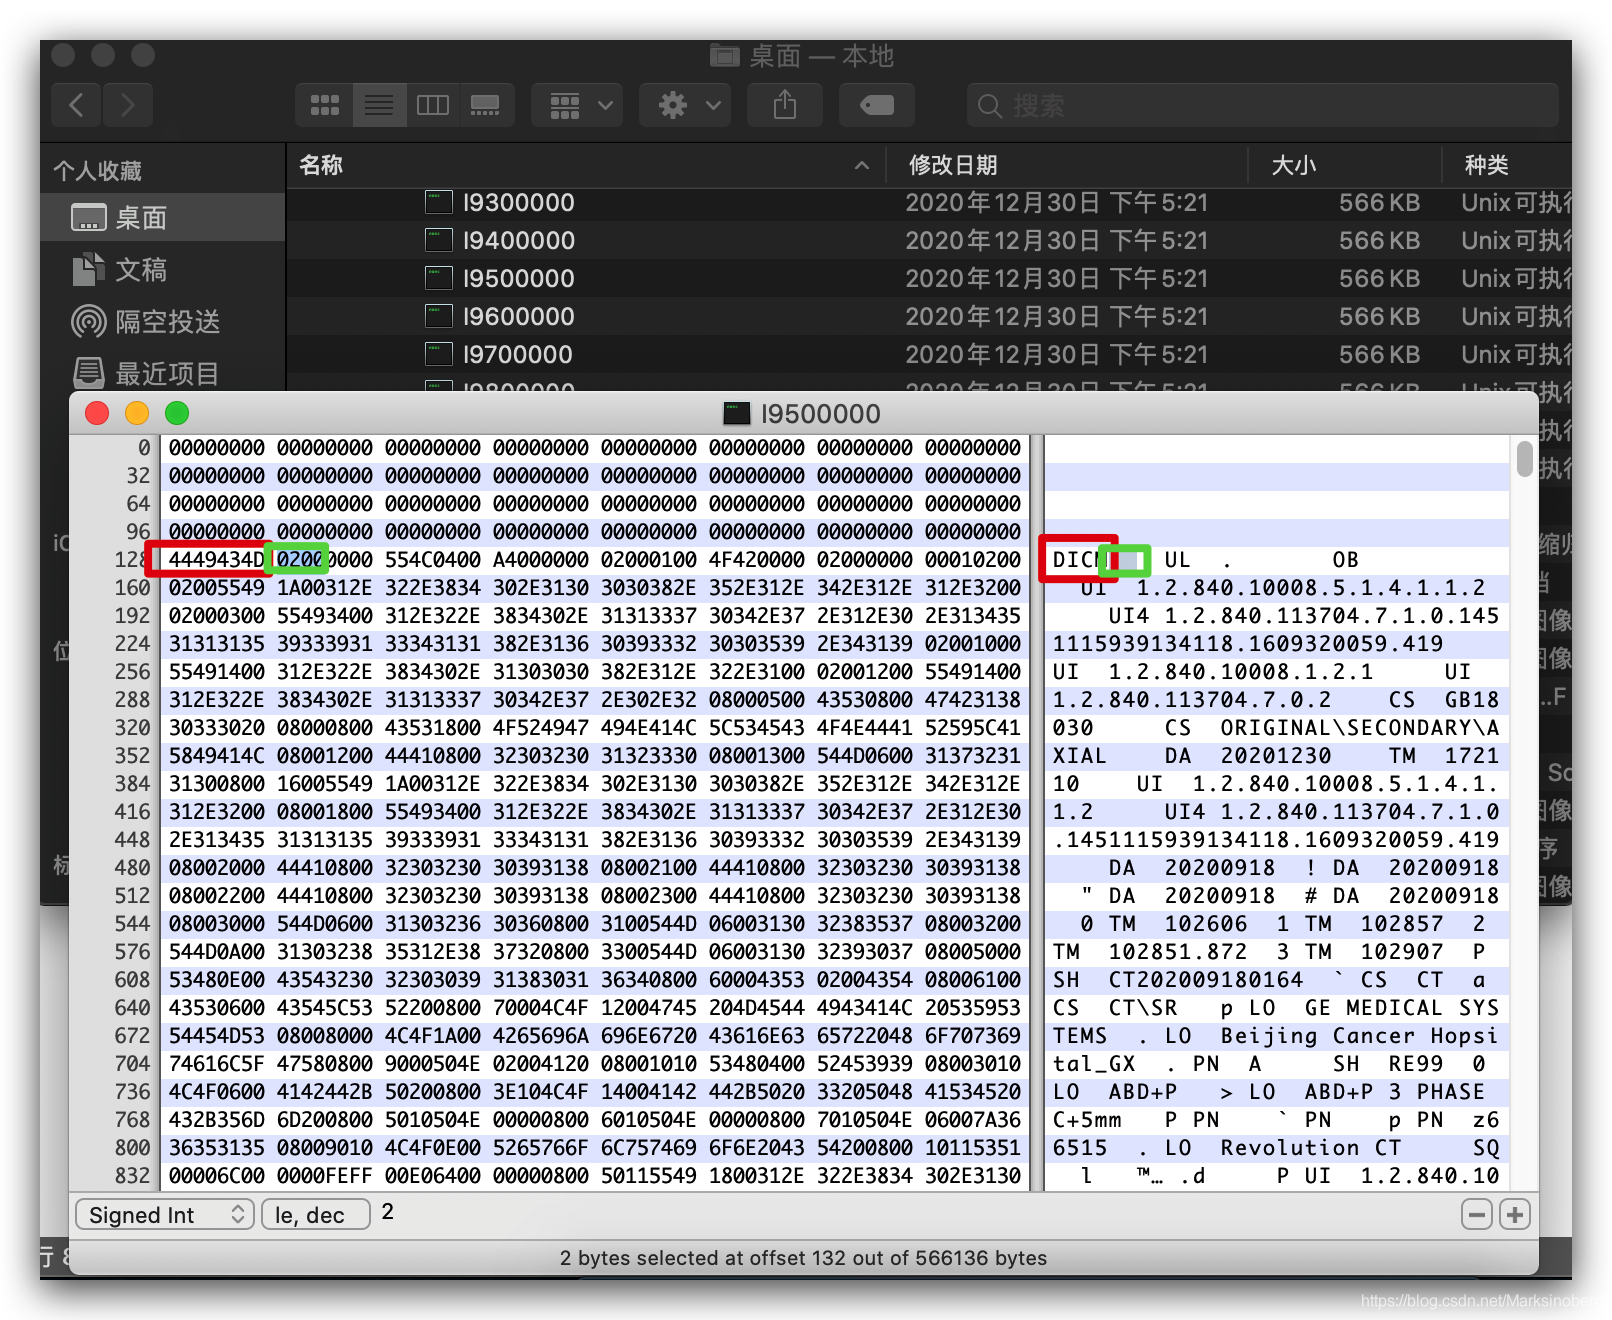 桌面 — 本地
搜索
个人收藏
名称
修改日期
大小
种类
桌面
文稿
隔空投送
最近项目
I9300000 2020年12月30日 下午5:21 566 KB Unix可执行
I9400000 2020年12月30日 下午5:21 566 KB Unix可执行
I9500000 2020年12月30日 下午5:21 566 KB Unix可执行
I9600000 2020年12月30日 下午5:21 566 KB Unix可执行
I9700000 2020年12月30日 下午5:21 566 KB Unix可执行
I9500000
0 00000000 00000000 00000000 00000000 00000000 00000000 00000000 00000000
32 00000000 00000000 00000000 00000000 00000000 00000000 00000000 00000000
64 00000000 00000000 00000000 00000000 00000000 00000000 00000000 00000000
96 00000000 00000000 00000000 00000000 00000000 00000000 00000000 00000000
128 4449434D 02000000 554C0400 A4000000 02000100 4F420000 02000000 00010200 DICM UL . OB
160 02005549 1A00312E 322E3834 302E3130 3030382E 352E312E 342E312E 312E3200 UI 1.2.840.10008.5.1.4.1.1.2
192 02000300 55493400 312E322E 3834302E 31313337 30342E37 2E312E30 2E313435 UI4 1.2.840.113704.7.1.0.145
224 31313135 39333931 33343131 382E3136 30393332 30303539 2E343139 02001000 1115939134118.1609320059.419
256 55491400 312E322E 3834302E 31303030 382E312E 322E3100 02001200 55491400 UI 1.2.840.10008.1.2.1 UI
288 312E322E 3834302E 31313337 30342E37 2E302E32 08000500 43530800 47423138 1.2.840.113704.7.0.2 CS GB18
320 30333020 08000800 43531800 4F524947 494E414C 5C534543 4F4E4441 52595C41 030 CS ORIGINAL\SECONDARY\A
352 5849414C 08001200 44410800 32303230 31323330 08001300 544D0600 31373231 XIAL DA 20201230 TM 1721
384 31300800 16005549 1A00312E 322E3834 302E3130 3030382E 352E312E 342E312E 10 UI 1.2.840.10008.5.1.4.1.
416 312E3200 08001800 55493400 312E322E 3834302E 31313337 30342E37 2E312E30 1.2 UI4 1.2.840.113704.7.1.0
448 2E313435 31313135 39333931 33343131 382E3136 30393332 30303539 2E343139 .1451115939134118.1609320059.419
480 08002000 44410800 32303230 30393138 08002100 44410800 32303230 30393138 DA 20200918 ! DA 20200918
512 08002200 44410800 32303230 30393138 08002300 44410800 32303230 30393138 " DA 20200918 # DA 20200918
544 08003000 544D0600 31303236 30360800 3100544D 06003130 32383537 08003200 0 TM 102606 1 TM 102857 2
576 544D0A00 31303238 35312E38 37320800 3300544D 06003130 32393037 08005000 TM 102851.872 3 TM 102907 P
608 53480E00 43543230 32303039 31383031 36340800 60004353 02004354 08006100 SH CT202009180164 ` CS CT a
640 43530600 43545C53 52200800 70004C4F 12004745 204D4544 4943414C 20535953 CS CT\SR p LO GE MEDICAL SYS
672 54454D53 08008000 4C4F1A00 4265696A 696E6720 43616E63 65722048 6F707369 TEMS . LO Beijing Cancer Hopsi
704 74616C5F 47580800 9000504E 02004120 08001010 53480400 52453939 08003010 tal_GX . PN A SH RE99 0
736 4C4F0600 4142442B 50200800 3E104C4F 14004142 442B5020 33205048 41534520 LO ABD+P > LO ABD+P 3 PHASE
768 432B356D 6D200800 5010504E 00000800 6010504E 00000800 7010504E 06007A36 C+5mm P PN ` PN p PN z6
800 36353135 08009010 4C4F0E00 5265766F 6C757469 6F6E2043 54200800 10115351 6515 . LO Revolution CT SQ
832 00006C00 0000FEFF 00E06400 00000800 50115549 1800312E 322E3834 302E3130 l ™… .d P UI 1.2.840.10
Signed Int le, dec 2
2 bytes selected at offset 132 out of 566136 bytes